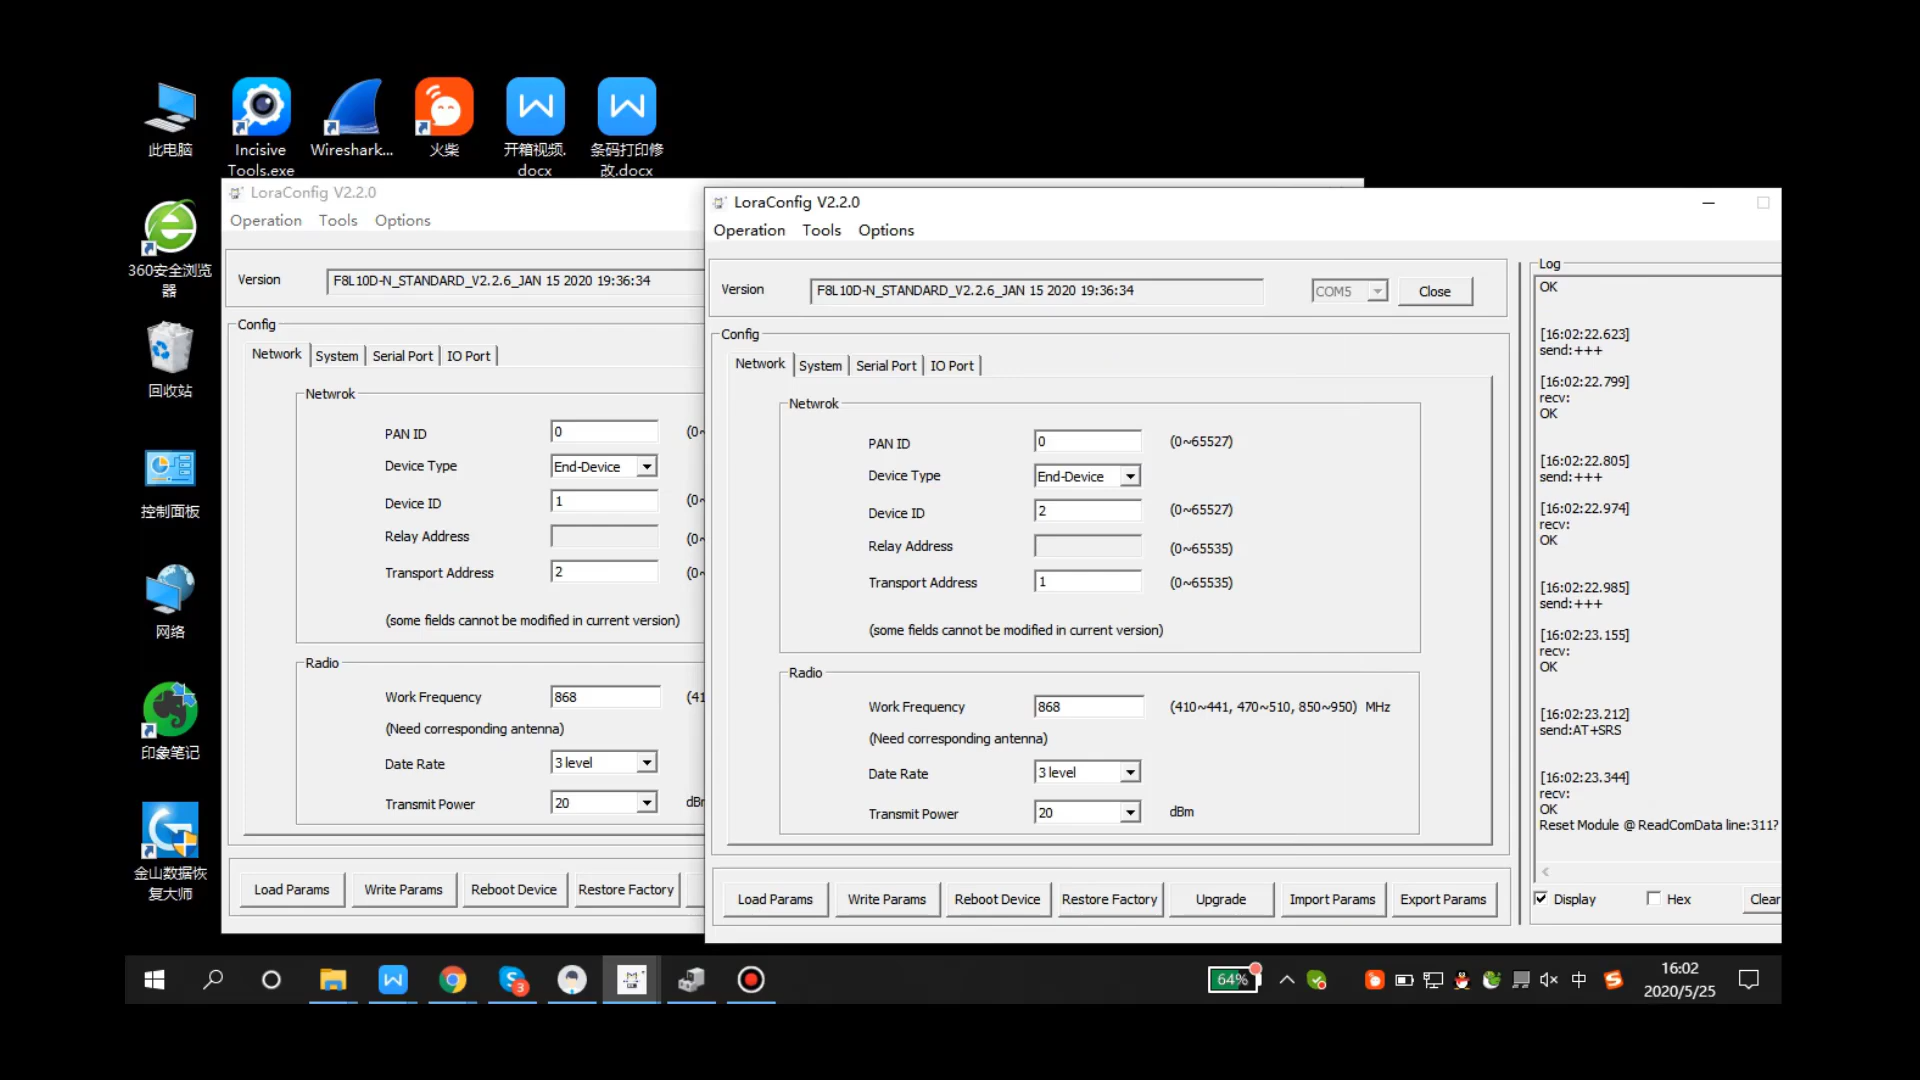 此电脑
Incisive
Tools.exe
Wireshark...
火柴
开箱视频.
docx
条码打印修
改.docx
360安全浏览
器
回收站
控制面板
网络
印象笔记
金山数据恢
复大师
LoraConfig V2.2.0
Operation Tools Options
Version F8L10D-N_STANDARD_V2.2.6_JAN 15 2020 19:36:34
Config
Network System Serial Port IO Port
Netwrok
PAN ID 0 (0~
Device Type End-Device
Device ID 1 (0~
Relay Address (0~
Transport Address 2 (0~
(some fields cannot be modified in current version)
Radio
Work Frequency 868 (41
(Need corresponding antenna)
Date Rate 3 level
Transmit Power 20 dBm
Load Params Write Params Reboot Device Restore Factory
LoraConfig V2.2.0
Operation Tools Options
Version F8L10D-N_STANDARD_V2.2.6_JAN 15 2020 19:36:34 COM5 Close
Config
Network System Serial Port IO Port
Netwrok
PAN ID 0 (0~65527)
Device Type End-Device
Device ID 2 (0~65527)
Relay Address (0~65535)
Transport Address 1 (0~65535)
(some fields cannot be modified in current version)
Radio
Work Frequency 868 (410~441, 470~510, 850~950) MHz
(Need corresponding antenna)
Date Rate 3 level
Transmit Power 20 dBm
Load Params Write Params Reboot Device Restore Factory Upgrade Import Params Export Params
Log
OK
[16:02:22.623]
send:+++
[16:02:22.799]
recv:
OK
[16:02:22.805]
send:+++
[16:02:22.974]
recv:
OK
[16:02:22.985]
send:+++
[16:02:23.155]
recv:
OK
[16:02:23.212]
send:AT+SRS
[16:02:23.344]
recv:
OK
Reset Module @ ReadComData line:311?
Display Hex Clear
3
64%
中
16:02
2020/5/25